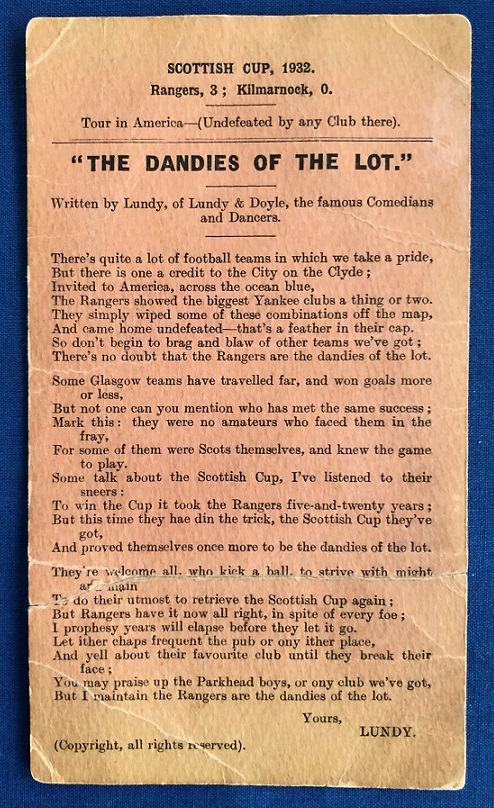 SCOTTISH CUP, 1932.
Rangers, 3 ; Kilmarnock, 0.
Tour in America—(Undefeated by any Club there).
“THE DANDIES OF THE LOT.”
Written by Lundy, of Lundy & Doyle, the famous Comedians
and Dancers.
There's quite a lot of football teams in which we take a pride,
But there is one a credit to the City on the Clyde ;
Invited to America, across the ocean blue,
The Rangers showed the biggest Yankee clubs a thing or two.
They simply wiped some of these combinations off the map,
And came home undefeated—that's a feather in their cap.
So don't begin to brag and blaw of other teams we've got ;
There's no doubt that the Rangers are the dandies of the lot.
Some Glasgow teams have travelled far, and won goals more
or less,
But not one can you mention who has met the same success ;
Mark this : they were no amateurs who faced them in the
fray,
For some of them were Scots themselves, and knew the game
to play.
Some talk about the Scottish Cup, I've listened to their
sneers :
To win the Cup it took the Rangers five-and-twenty years ;
But this time they hae din the trick, the Scottish Cup they've
got,
And proved themselves once more to be the dandies of the lot.
They're welcome all, who kick a ball, to strive with might
and main
To do their utmost to retrieve the Scottish Cup again ;
But Rangers have it now all right, in spite of every foe ;
I prophesy years will elapse before they let it go.
Let ither chaps frequent the pub or ony ither place,
And yell about their favourite club until they break their
face ;
You may praise up the Parkhead boys, or ony club we've got,
But I maintain the Rangers are the dandies of the lot.
Yours,
LUNDY.
(Copyright, all rights reserved).